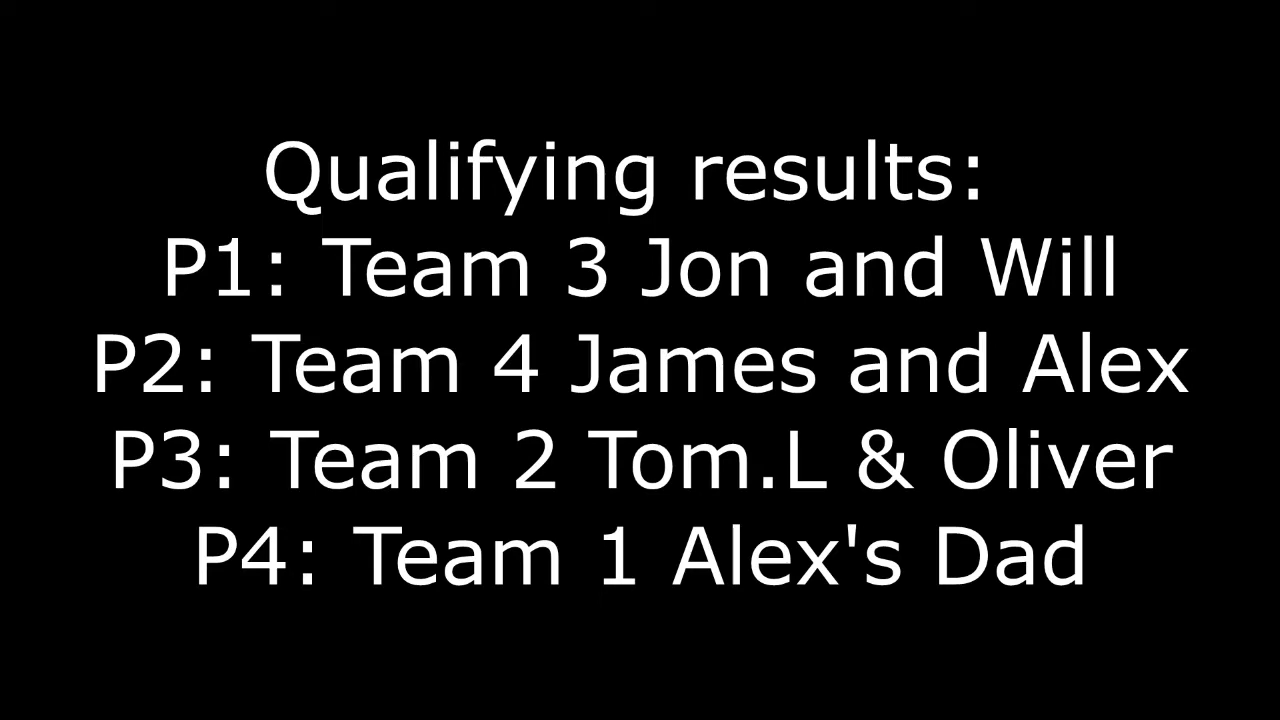 Qualifying results:
P1: Team 3 Jon and Will
P2: Team 4 James and Alex
P3: Team 2 Tom.L & Oliver
P4: Team 1 Alex's Dad